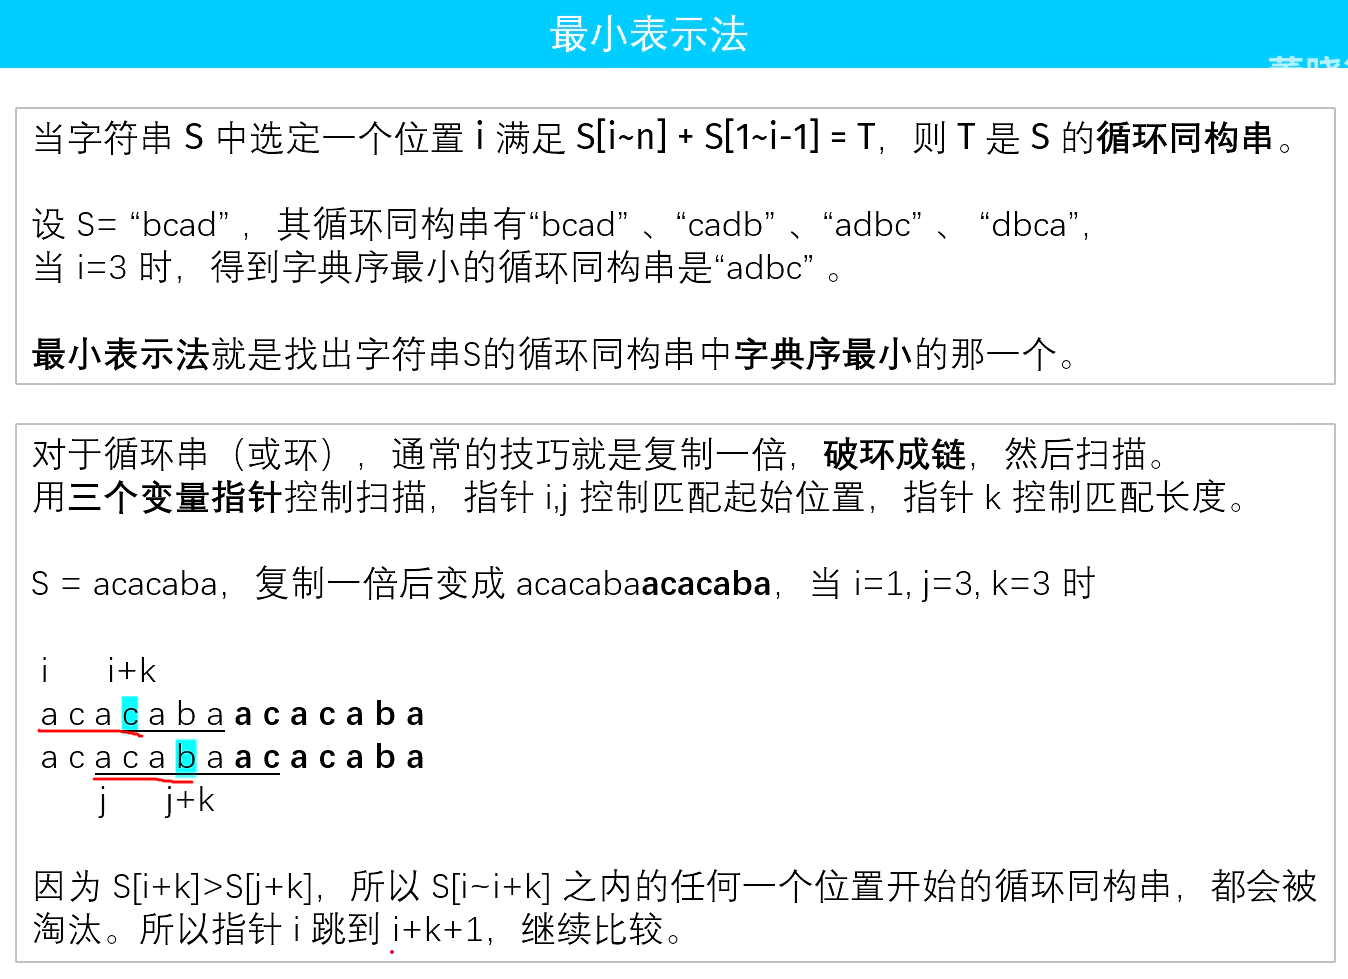 最小表示法
当字符串 S 中选定一个位置 i 满足 S[i~n] + S[1~i-1] = T，则 T 是 S 的循环同构串。
设 S= “bcad” ，其循环同构串有“bcad” 、“cadb” 、“adbc” 、 “dbca”,
当 i=3 时，得到字典序最小的循环同构串是“adbc” 。
最小表示法就是找出字符串S的循环同构串中字典序最小的那一个。
对于循环串（或环），通常的技巧就是复制一倍，破环成链，然后扫描。
用三个变量指针控制扫描，指针 i,j 控制匹配起始位置，指针 k 控制匹配长度。
S = acacaba，复制一倍后变成 acacabaacacaba，当 i=1, j=3, k=3 时
i i+k
a c a c a b a a c a c a b a
a c a c a b a a c a c a b a
j j+k
因为 S[i+k]>S[j+k]，所以 S[i~i+k] 之内的任何一个位置开始的循环同构串，都会被
淘汰。所以指针 i 跳到 i+k+1，继续比较。